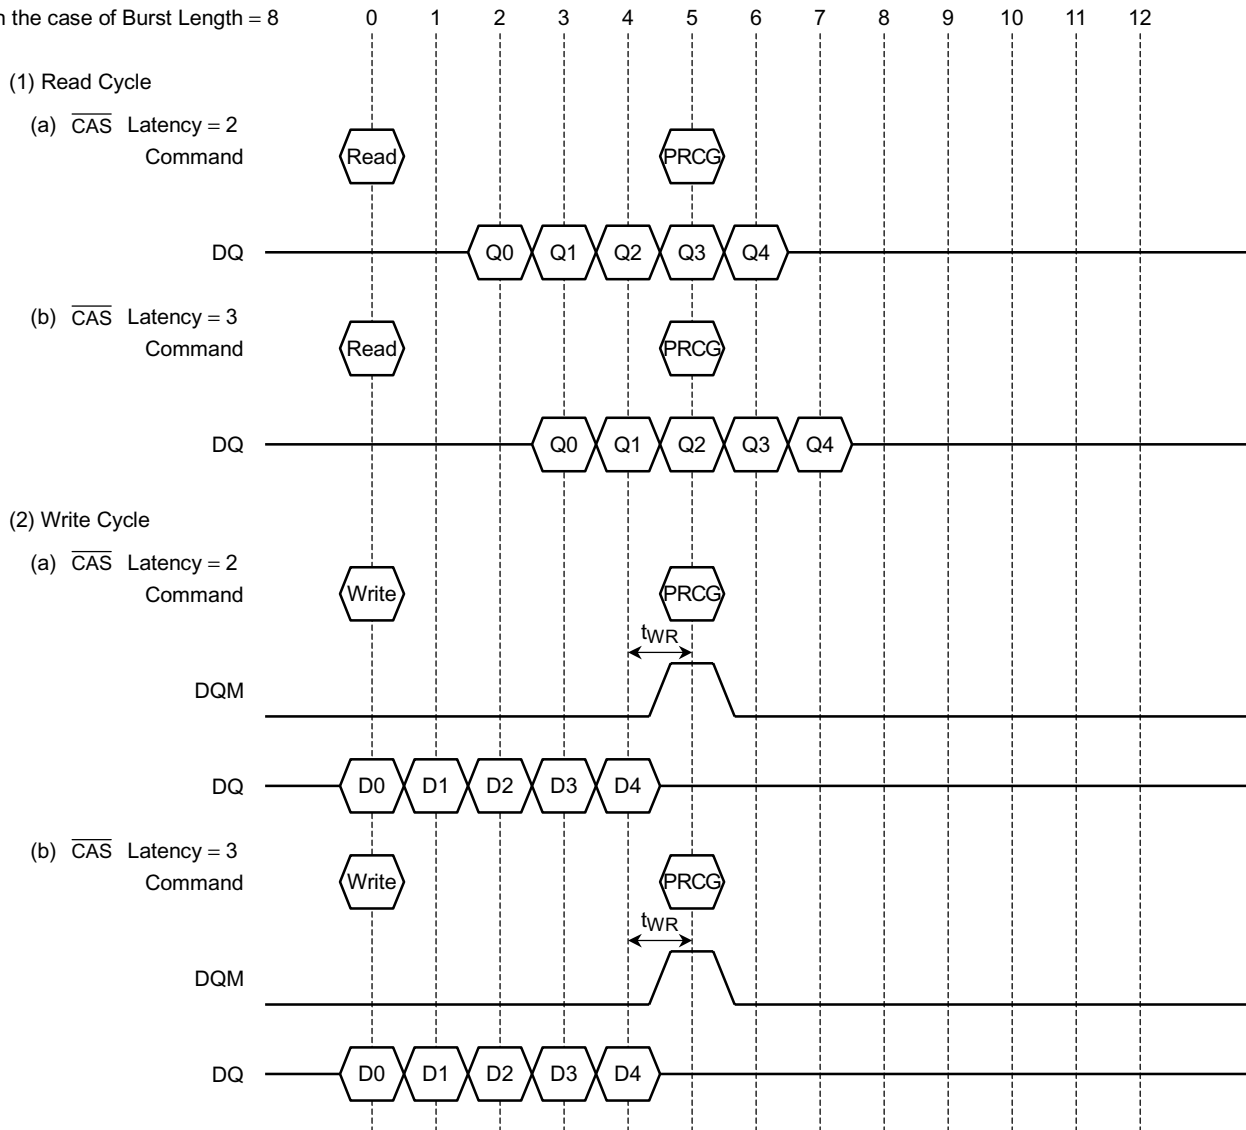 n the case of Burst Length = 8 0 1 2 3 4 5 6 7 8 9 10 11 12
(1) Read Cycle
(a) CAS Latency = 2
Command Read PRCG
DQ Q0 Q1 Q2 Q3 Q4
(b) CAS Latency = 3
Command Read PRCG
DQ Q0 Q1 Q2 Q3 Q4
(2) Write Cycle
(a) CAS Latency = 2
Command Write PRCG
tWR
DQM
DQ D0 D1 D2 D3 D4
(b) CAS Latency = 3
Command Write PRCG
tWR
DQM
DQ D0 D1 D2 D3 D4